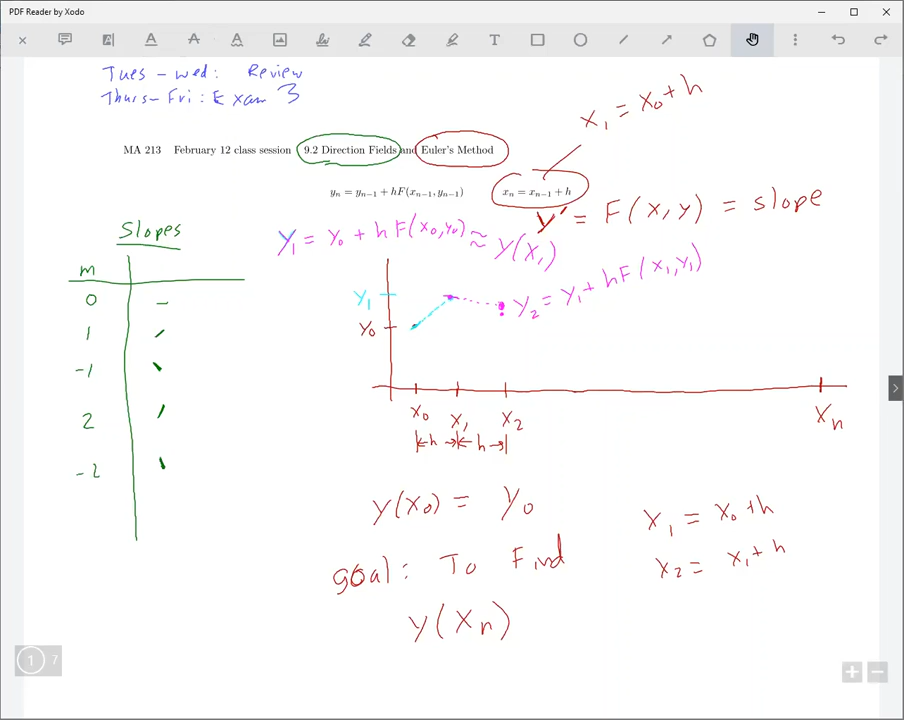 PDF Reader by Xodo
Tues - wed: Review
Thurs-Fri: Exam 3
x₁ = x₀ + h
MA 213 February 12 class session 9.2 Direction Fields and Euler's Method
yₙ = yₙ₋₁ + hF(xₙ₋₁, yₙ₋₁) xₙ = xₙ₋₁ + h
y' = F(x, y) = slope
Slopes
y₁ = y₀ + h F(x₀, y₀) ≈ y(x₁)
y₂ = y₁ + hF(x₁, y₁)
m
0 –
1
-1
2
-2
y₁
y₀
x₀ x₁ x₂ xₙ
h h
y(x₀) = y₀
x₁ = x₀ + h
x₂ = x₁ + h
goal: To Find
y(xₙ)
1 7